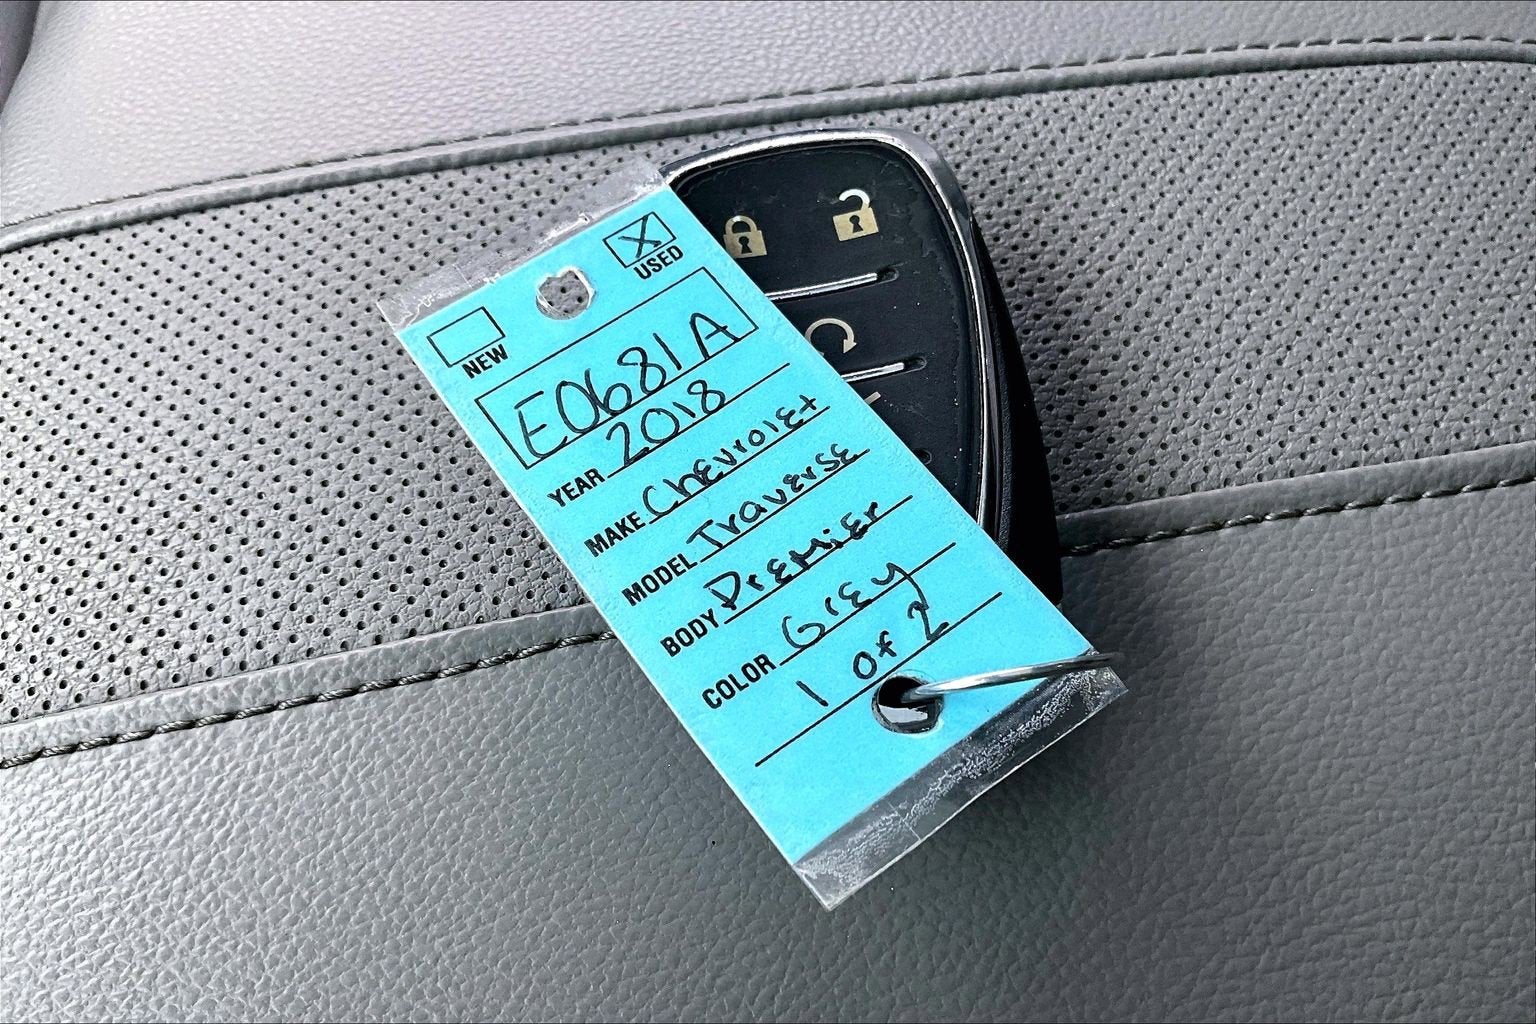 USED
NEW
E0681A
YEAR 2018
MAKE Chevrolet
MODEL Traverse
BODY Premier
COLOR Grey
1 of 2